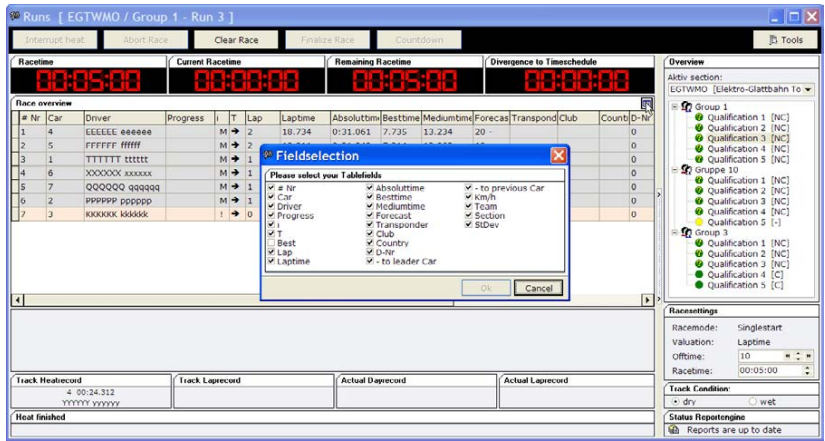 Runs [ EGTWMO / Group 1 - Run 3 ]
Interrupt heat Abort Race Clear Race Finalize Race Countdown Tools
Racetime Current Racetime Remaining Racetime Divergence to Timeschedule
00:05:00 00:00:00 00:05:00 00:00:00
Race overview
# Nr Car Driver Progress i T Lap Laptime Absoluttim Besttime Mediumtime Forecas Transpond Club Counti D-Nr
1 4 EEEEEE eeeeee M 2 18.734 0:31.061 7.735 13.234 20 - 0
2 5 FFFFFF ffffff M 2 0
3 1 TTTTTT tttttt M 1 0
4 6 XXXXXX xxxxxx M 1 0
5 7 QQQQQQ qqqqqq M 1 0
6 2 PPPPPP pppppp M 1 0
7 3 KKKKKK kkkkkk ! 0 0
Fieldselection
Please select your Tablefields
# Nr
Car
Driver
Progress
i
T
Best
Lap
Laptime
Absoluttime
Besttime
Mediumtime
Forecast
Transponder
Club
Country
D-Nr
- to leader Car
- to previous Car
Km/h
Team
Section
StDev
Ok Cancel
Overview
Aktiv section:
EGTWMO [Elektro-Glattbahn To
Group 1
Qualification 1 [NC]
Qualification 2 [NC]
Qualification 3 [NC]
Qualification 4 [NC]
Qualification 5 [NC]
Gruppe 10
Qualification 1 [NC]
Qualification 2 [NC]
Qualification 3 [NC]
Qualification 4 [NC]
Qualification 5 [-]
Group 3
Qualification 1 [NC]
Qualification 2 [NC]
Qualification 3 [NC]
Qualification 4 [C]
Qualification 5 [C]
Racesettings
Racemode: Singlestart
Valuation: Laptime
Offtime: 10
Racetime: 00:05:00
Track Condition:
dry wet
Status Reportengine
Reports are up to date
Track Heatrecord Track Laprecord Actual Dayrecord Actual Laprecord
4 00:24.312
YYYYY yyyyyy
Heat finished